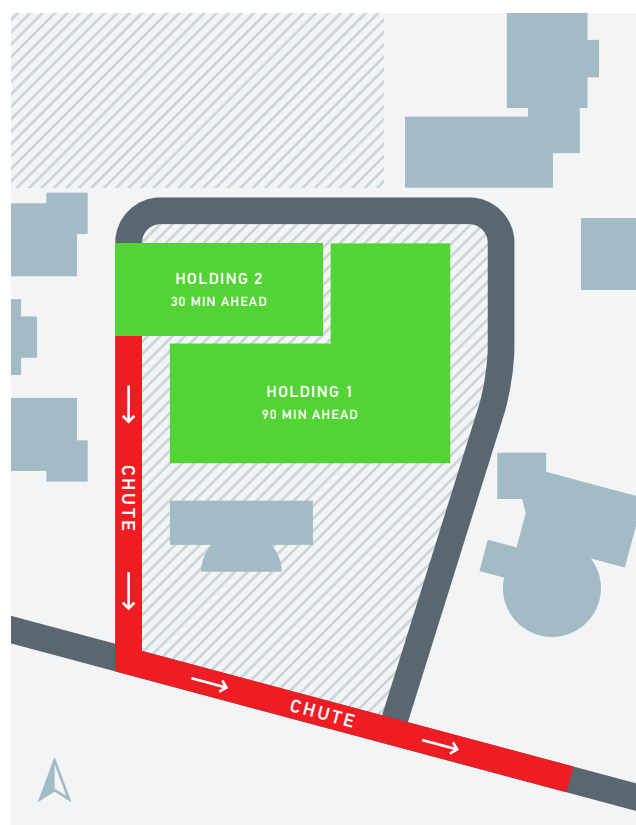 HOLDING 2
30 MIN AHEAD
HOLDING 1
90 MIN AHEAD
CHUTE
CHUTE